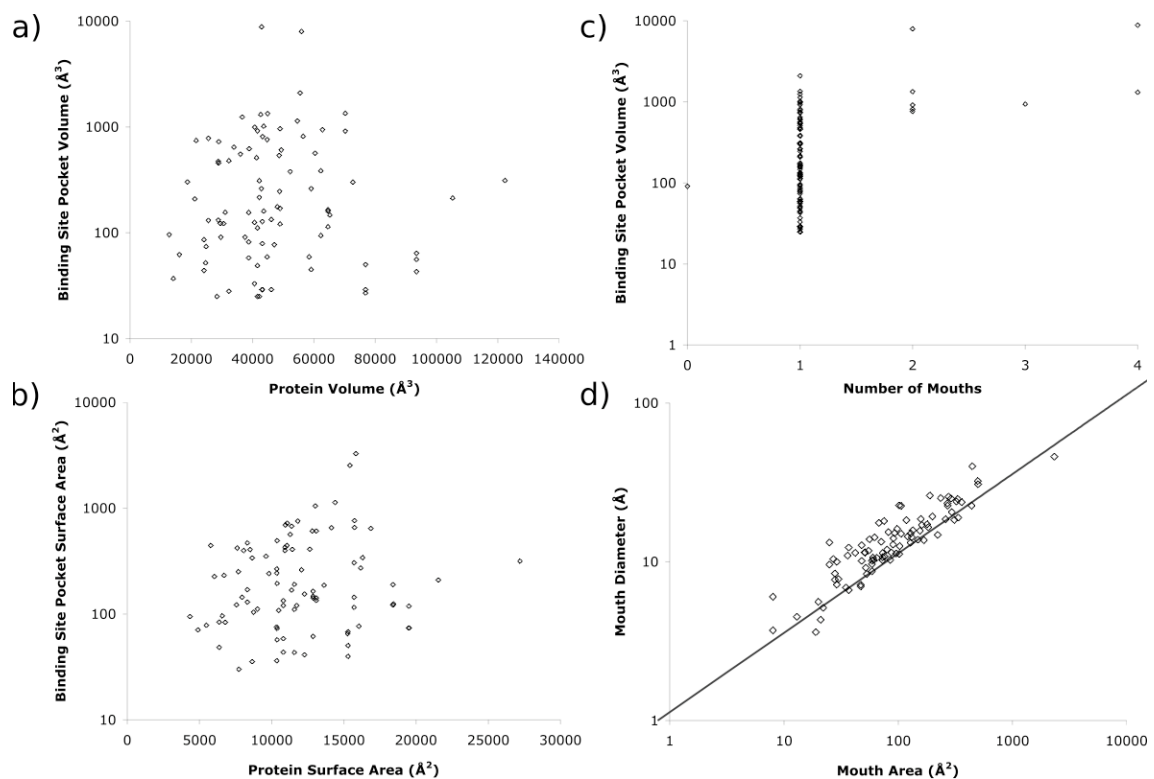 a)
10000
1000
100
10
Binding Site Pocket Volume (Å³)
0 20000 40000 60000 80000 100000 120000 140000
Protein Volume (Å³)
c)
10000
1000
100
10
1
Binding Site Pocket Volume (Å³)
0 1 2 3 4
Number of Mouths
b)
10000
1000
100
10
Binding Site Pocket Surface Area (Å²)
0 5000 10000 15000 20000 25000 30000
Protein Surface Area (Å²)
d)
100
10
1
Mouth Diameter (Å)
1 10 100 1000 10000
Mouth Area (Å²)